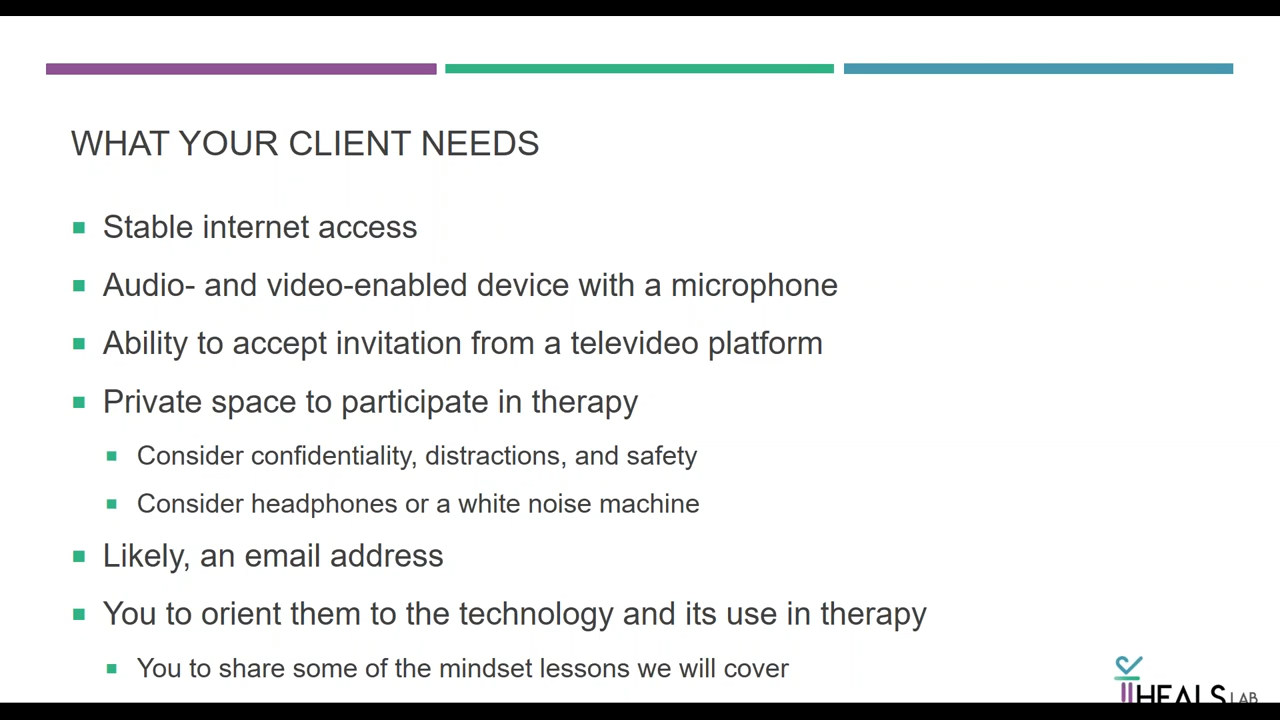 WHAT YOUR CLIENT NEEDS
Stable internet access
Audio- and video-enabled device with a microphone
Ability to accept invitation from a televideo platform
Private space to participate in therapy
Consider confidentiality, distractions, and safety
Consider headphones or a white noise machine
Likely, an email address
You to orient them to the technology and its use in therapy
You to share some of the mindset lessons we will cover
HEALS LAB